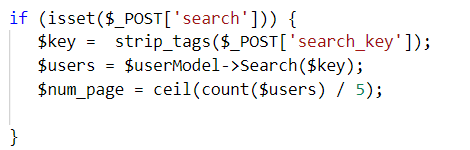 if (isset($_POST['search'])) {
    $key =  strip_tags($_POST['search_key']);
    $users = $userModel->Search($key);
    $num_page = ceil(count($users) / 5);
}